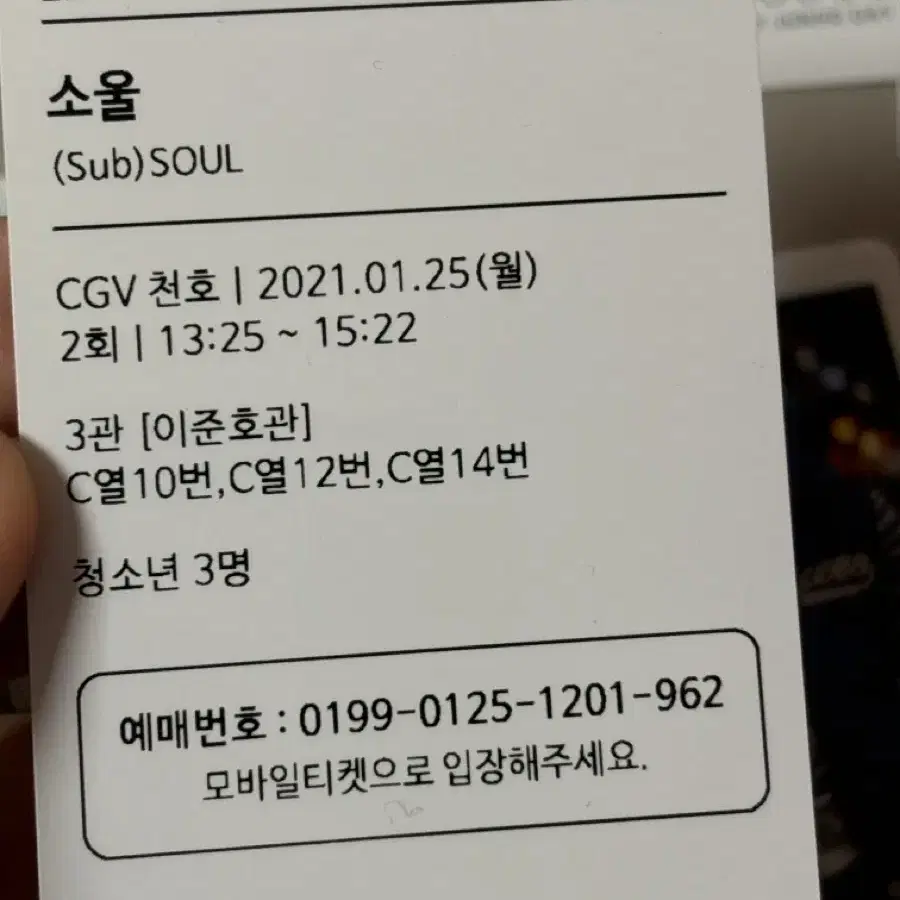 소울
(Sub)SOUL
CGV 천호 | 2021.01.25(월)
2회 | 13:25 ~ 15:22
3관 [이준호관]
C열10번,C열12번,C열14번
청소년 3명
예매번호 : 0199-0125-1201-962
모바일티켓으로 입장해주세요.